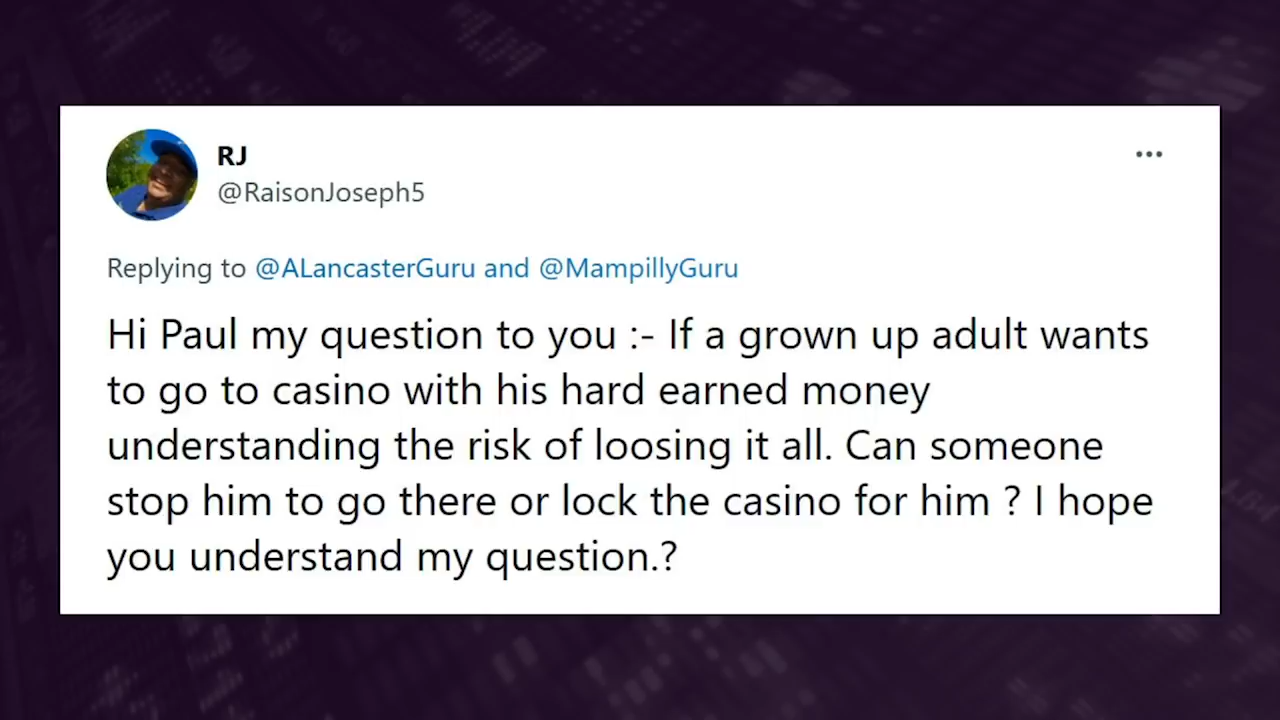 RJ
@RaisonJoseph5
Replying to @ALancasterGuru and @MampillyGuru
Hi Paul my question to you :- If a grown up adult wants
to go to casino with his hard earned money
understanding the risk of loosing it all. Can someone
stop him to go there or lock the casino for him ? I hope
you understand my question.?